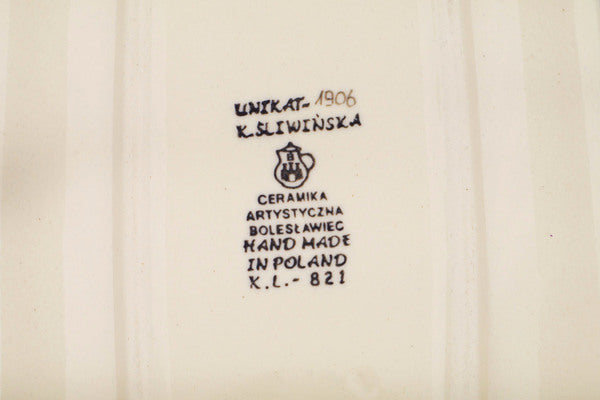 UNIKAT-1906
K.ŚLIWIŃSKA
B
CERAMIKA
ARTYSTYCZNA
BOLESŁAWIEC
HAND MADE
IN POLAND
K.L.- 821